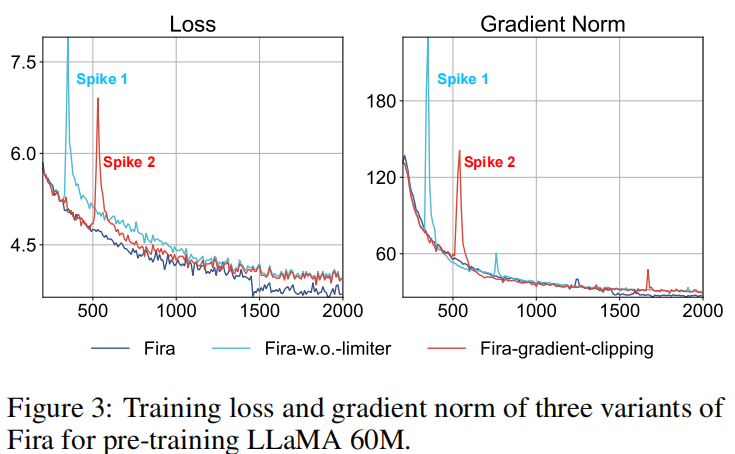 Loss
Gradient Norm
7.5
6.0
4.5
Spike 1
Spike 2
500
1000
1500
2000
180
120
60
Spike 1
Spike 2
500
1000
1500
2000
Fira
Fira-w.o.-limiter
Fira-gradient-clipping
Figure 3: Training loss and gradient norm of three variants of
Fira for pre-training LLaMA 60M.